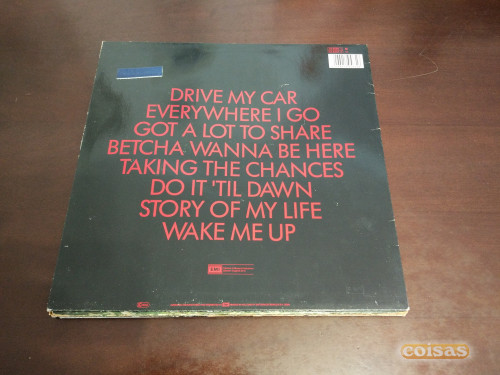 DRIVE MY CAR
EVERYWHERE I GO
GOT A LOT TO SHARE
BETCHA WANNA BE HERE
TAKING THE CHANCES
DO IT 'TIL DAWN
STORY OF MY LIFE
WAKE ME UP
coisas